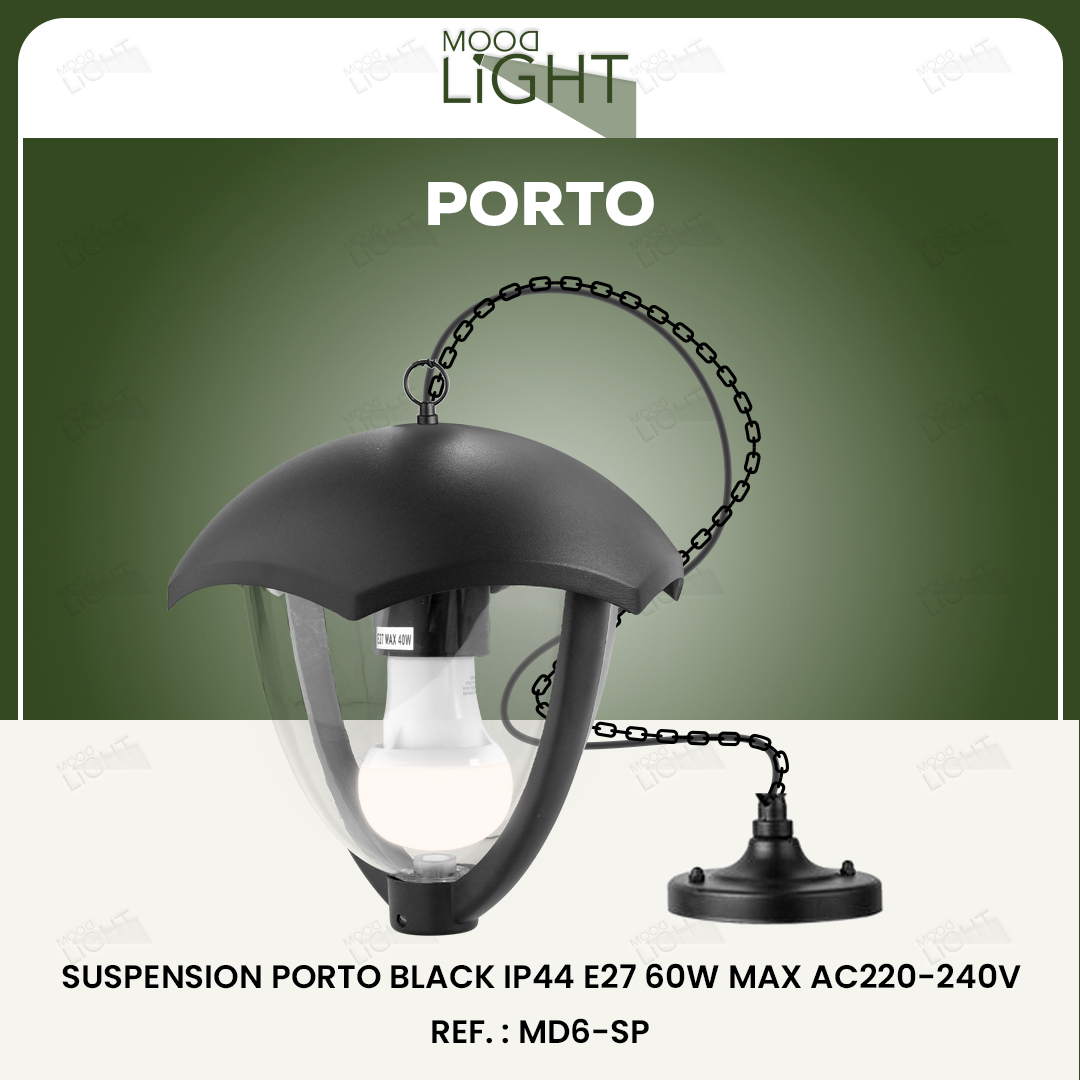 MOOD
LiGHT
PORTO
E27 MAX 40W
SUSPENSION PORTO BLACK IP44 E27 60W MAX AC220-240V
REF. : MD6-SP